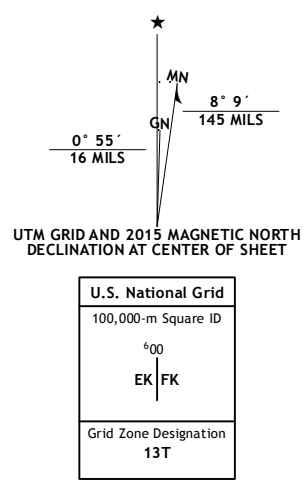 ★
MN
8° 9´
145 MILS
GN
0° 55´
16 MILS
UTM GRID AND 2015 MAGNETIC NORTH
DECLINATION AT CENTER OF SHEET
U.S. National Grid
100,000-m Square ID
⁶00
EK FK
Grid Zone Designation
13T